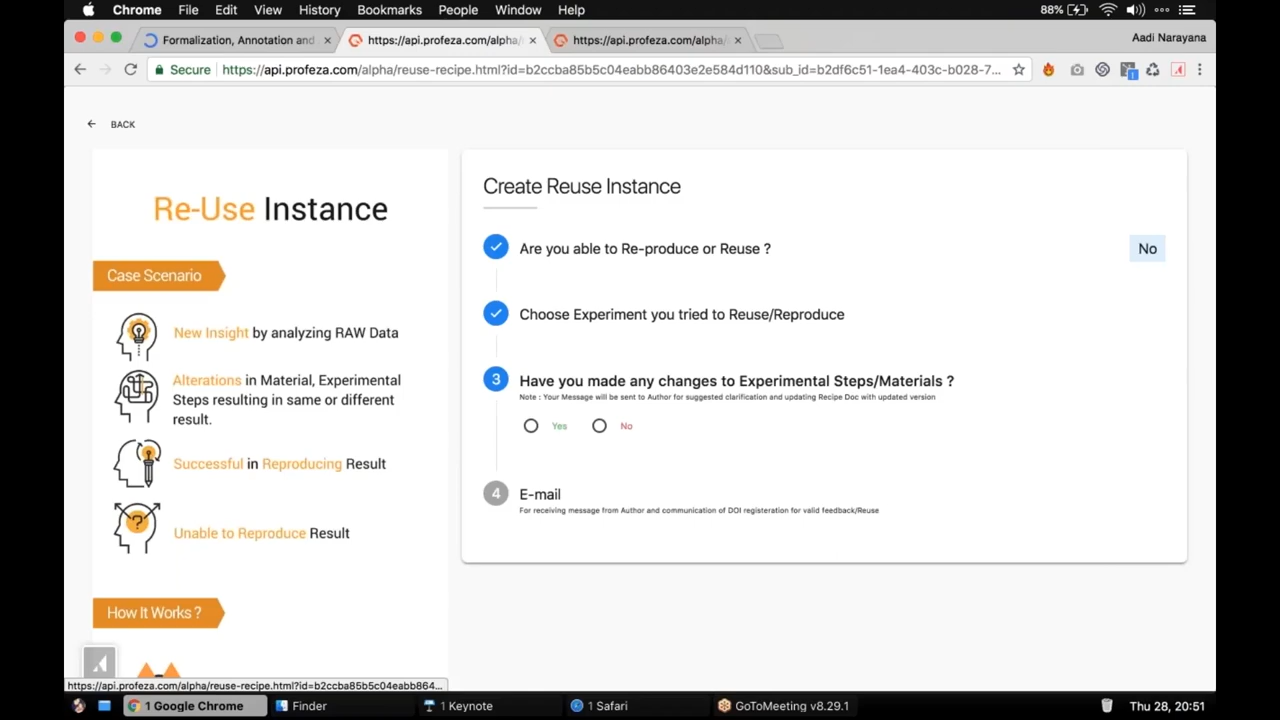 Chrome File Edit View History Bookmarks People Window Help 88%
Formalization, Annotation and
https://api.profeza.com/alpha/
https://api.profeza.com/alpha/
Aadi Narayana
Secure https://api.profeza.com/alpha/reuse-recipe.html?id=b2ccba85b5c04eabb86403e2e584d110&sub_id=b2df6c51-1ea4-403c-b028-7...
BACK
Re-Use Instance
Case Scenario
New Insight by analyzing RAW Data
Alterations in Material, Experimental
Steps resulting in same or different
result.
Successful in Reproducing Result
Unable to Reproduce Result
How It Works ?
Create Reuse Instance
Are you able to Re-produce or Reuse ?
No
Choose Experiment you tried to Reuse/Reproduce
3 Have you made any changes to Experimental Steps/Materials ?
Note : Your Message will be sent to Author for suggested clarification and updating Recipe Doc with updated version
Yes No
4 E-mail
For receiving message from Author and communication of DOI registeration for valid feedback/Reuse
https://api.profeza.com/alpha/reuse-recipe.html?id=b2ccba85b5c04eabb864...
1 Google Chrome Finder 1 Keynote 1 Safari GoToMeeting v8.29.1 Thu 28, 20:51